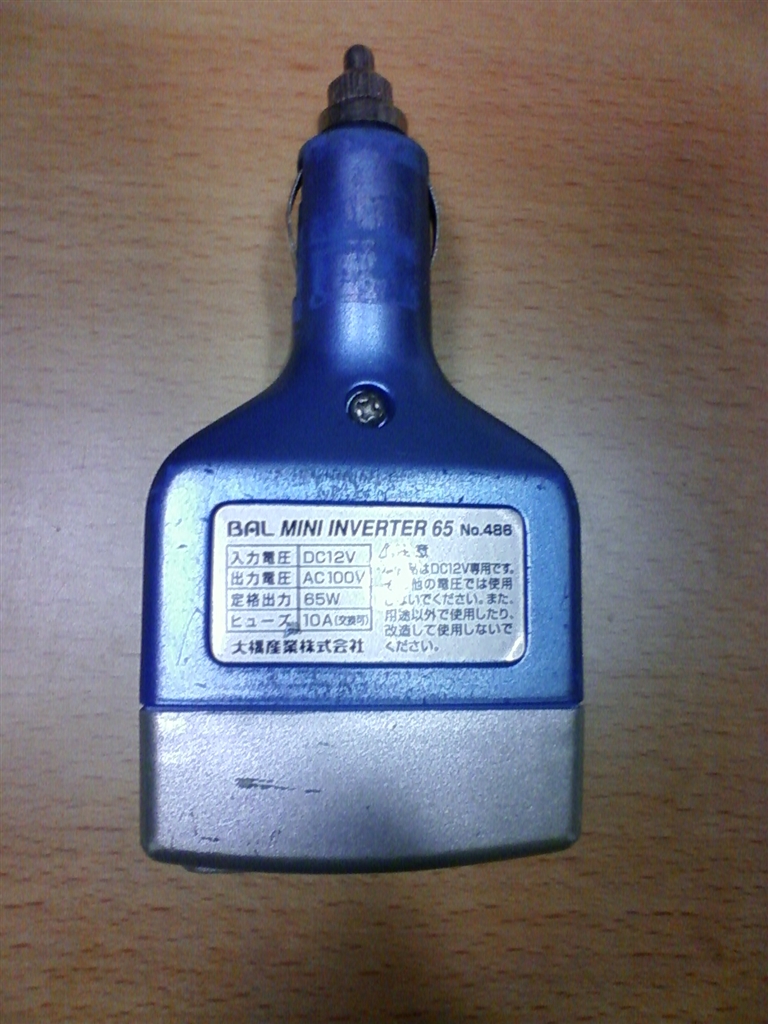 BAL MINI INVERTER 65 No.486
入力電圧 DC12V
出力電圧 AC100V
定格出力 65W
ヒューズ 10A(交換可)
大橋産業株式会社
はDC12V専用です。
他の電圧では使用
ないでください。また、
用途以外で使用したり、
改造して使用しないで
ください。